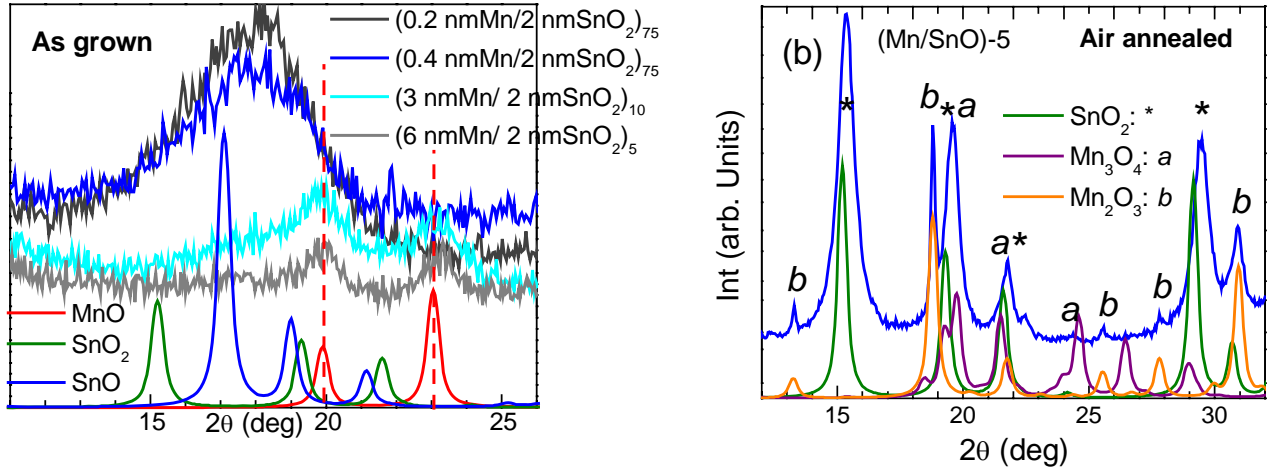 As grown
(0.2 nmMn/2 nmSnO2)75
(0.4 nmMn/2 nmSnO2)75
(3 nmMn/ 2 nmSnO2)10
(6 nmMn/ 2 nmSnO2)5
MnO
SnO2
SnO
15 20 25
2θ (deg)
(b) (Mn/SnO)-5 Air annealed
SnO2: *
Mn3O4: a
Mn2O3: b
b * b * a a * a b b * b
Int (arb. Units)
15 20 25 30
2θ (deg)